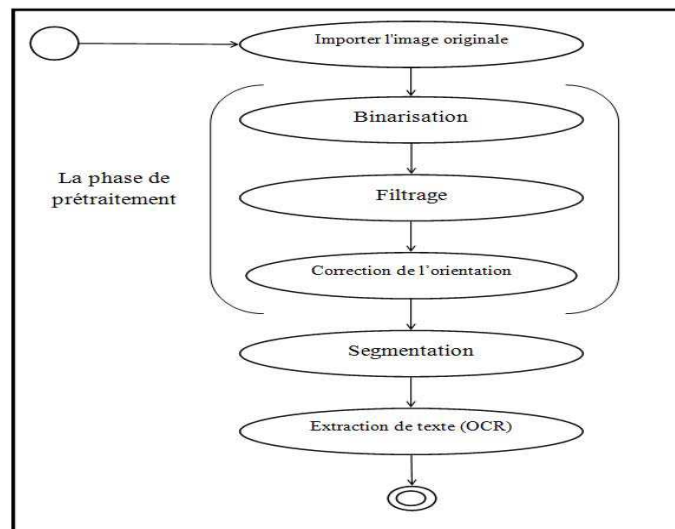 Importer l'image originale
Binarisation
La phase de
prétraitement
Filtrage
Correction de l'orientation
Segmentation
Extraction de texte (OCR)